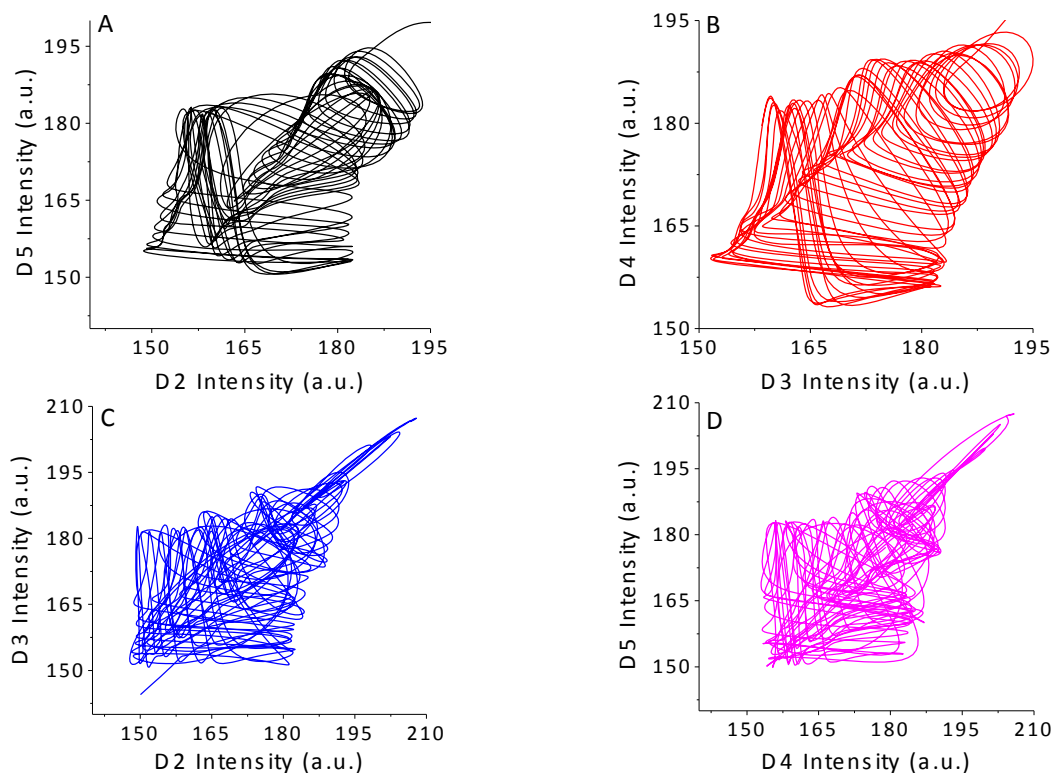 A
195
180
165
150
D5 Intensity (a.u.)
150 165 180 195
D2 Intensity (a.u.)
B
195
180
165
150
D4 Intensity (a.u.)
150 165 180 195
D3 Intensity (a.u.)
C
210
195
180
165
150
D3 Intensity (a.u.)
150 165 180 195 210
D2 Intensity (a.u.)
D
210
195
180
165
150
D5 Intensity (a.u.)
150 165 180 195 210
D4 Intensity (a.u.)